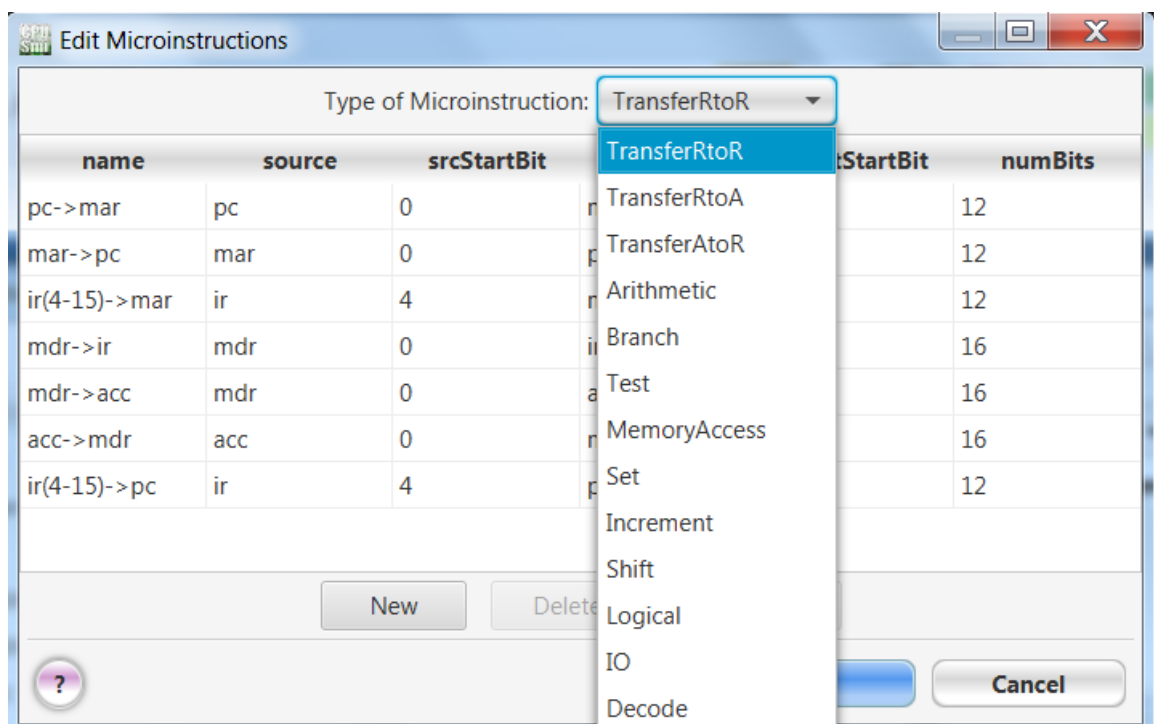 Edit Microinstructions
Type of Microinstruction: TransferRtoR
name source srcStartBit tStartBit numBits
pc->mar pc 0 12
mar->pc mar 0 12
ir(4-15)->mar ir 4 12
mdr->ir mdr 0 16
mdr->acc mdr 0 16
acc->mdr acc 0 16
ir(4-15)->pc ir 4 12
TransferRtoR
TransferRtoA
TransferAtoR
Arithmetic
Branch
Test
MemoryAccess
Set
Increment
Shift
Logical
IO
Decode
New Delete
? Cancel